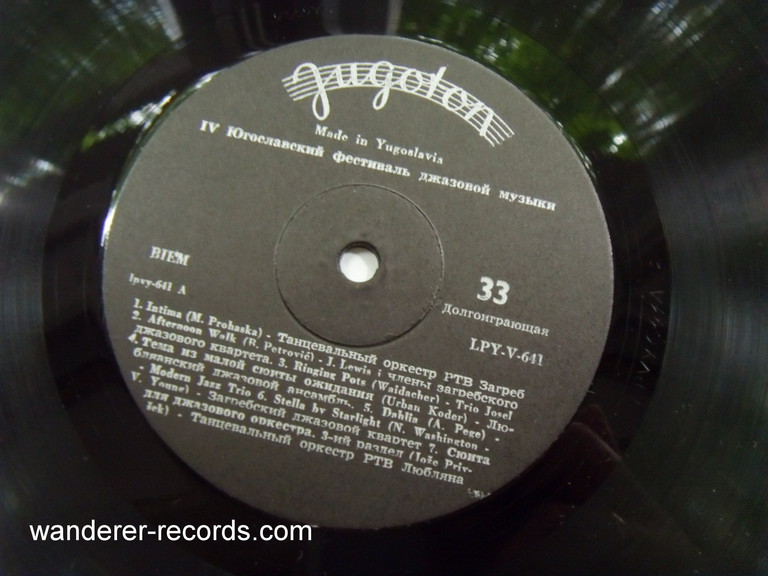 jugoton
Made in Yugoslavia
IV Югославский фестиваль джазовой музыки
BIEM
lpvy-641 A
33
Долгоиграющая
LPY-V-641
1. Intima (M. Prohaska) - Танцевальный оркестр РТВ Загреб
2. Afternoon Walk (B. Petrović) - J. Lewis i члены загребского
джазового квартета. 3. Ringing Pots (Waidacher) - Trio Josef
4. Тема из малой сюиты ожидания (Urban Koder) - Лю-
блянский джазовой ансамбль. 5. Dahlia (A. Pege) -
- Modern Jazz Trio 6. Stella by Starlight (N. Washington -
V. Young) - Загребский джазовой квартет 7. Сюита
для джазового оркестра. 3-ий раздел (Jože Priv-
šek) - Танцевальный оркестр РТВ Любляна
wanderer-records.com